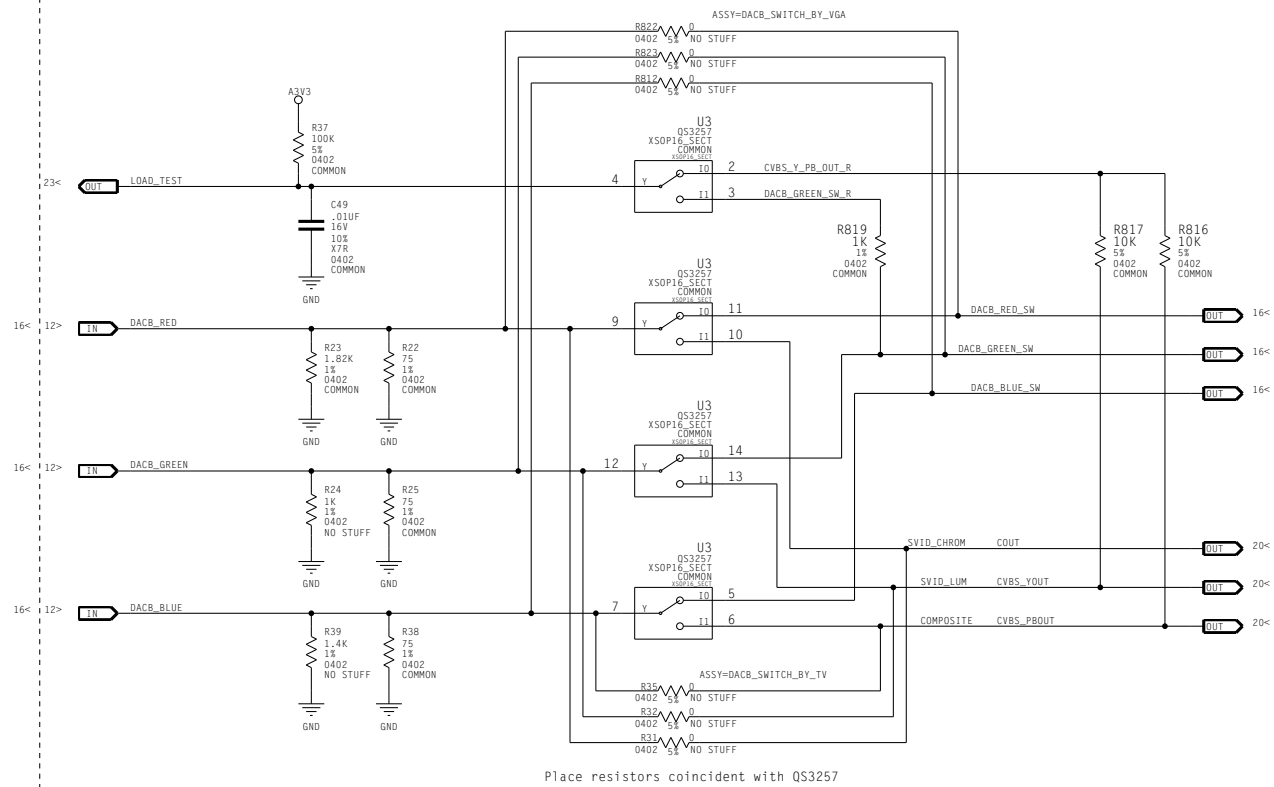 ASSY=DACB_SWITCH_BY_VGA
R822 0
0402 5% NO STUFF
R823 0
0402 5% NO STUFF
R812 0
0402 5% NO STUFF
A3V3
R37
100K
5%
0402
COMMON
U3
QS3257
XSOP16_SECT
COMMON
XSOP16_SECT
23< OUT LOAD_TEST 4 Y I0 2 CVBS_Y_PB_OUT_R
I1 3 DACB_GREEN_SW_R
C49
.01UF
16V
10%
X7R
0402
COMMON
GND
R819
1K
1%
0402
COMMON
R817
10K
5%
0402
COMMON
R816
10K
5%
0402
COMMON
U3
QS3257
XSOP16_SECT
COMMON
XSOP16_SECT
16< 12> IN DACB_RED 9 Y I0 11 DACB_RED_SW OUT 16<
I1 10
DACB_GREEN_SW OUT 16<
DACB_BLUE_SW OUT 16<
R23
1.82K
1%
0402
COMMON
GND
R22
75
1%
0402
COMMON
GND
U3
QS3257
XSOP16_SECT
COMMON
XSOP16_SECT
16< 12> IN DACB_GREEN 12 Y I0 14
I1 13
R24
1K
1%
0402
NO STUFF
GND
R25
75
1%
0402
COMMON
GND
SVID_CHROM COUT OUT 20<
SVID_LUM CVBS_YOUT OUT 20<
COMPOSITE CVBS_PBOUT OUT 20<
U3
QS3257
XSOP16_SECT
COMMON
XSOP16_SECT
16< 12> IN DACB_BLUE 7 Y I0 5
I1 6
R39
1.4K
1%
0402
NO STUFF
GND
R38
75
1%
0402
COMMON
GND
ASSY=DACB_SWITCH_BY_TV
R35 0
0402 5% NO STUFF
R32 0
0402 5% NO STUFF
R31 0
0402 5% NO STUFF
Place resistors coincident with QS3257